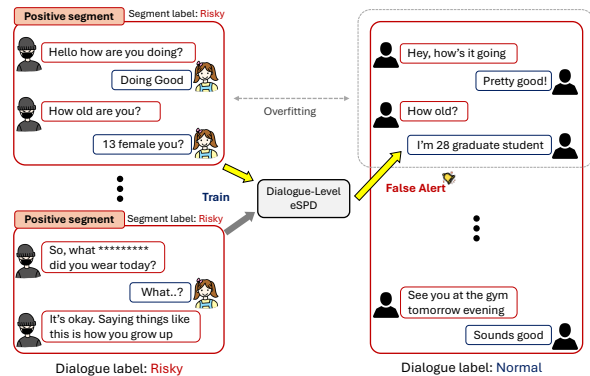 Positive segment
Segment label: Risky
Hello how are you doing?
Doing Good
How old are you?
13 female you?
Positive segment
Segment label: Risky
So, what *********
did you wear today?
What..?
It's okay. Saying things like
this is how you grow up
Dialogue label: Risky
Overfitting
Train
Dialogue-Level
eSPD
False Alert
Hey, how's it going
Pretty good!
How old?
I'm 28 graduate student
See you at the gym
tomorrow evening
Sounds good
Dialogue label: Normal